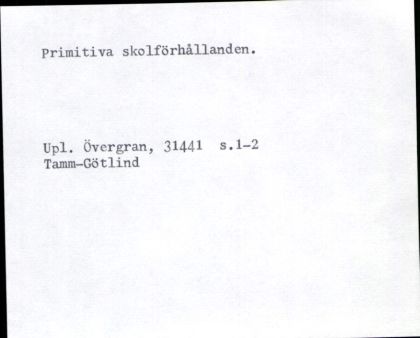 Primitiva skolförhållanden.
Upl. Övergran, 31441 s.1-2
Tamm-Götlind